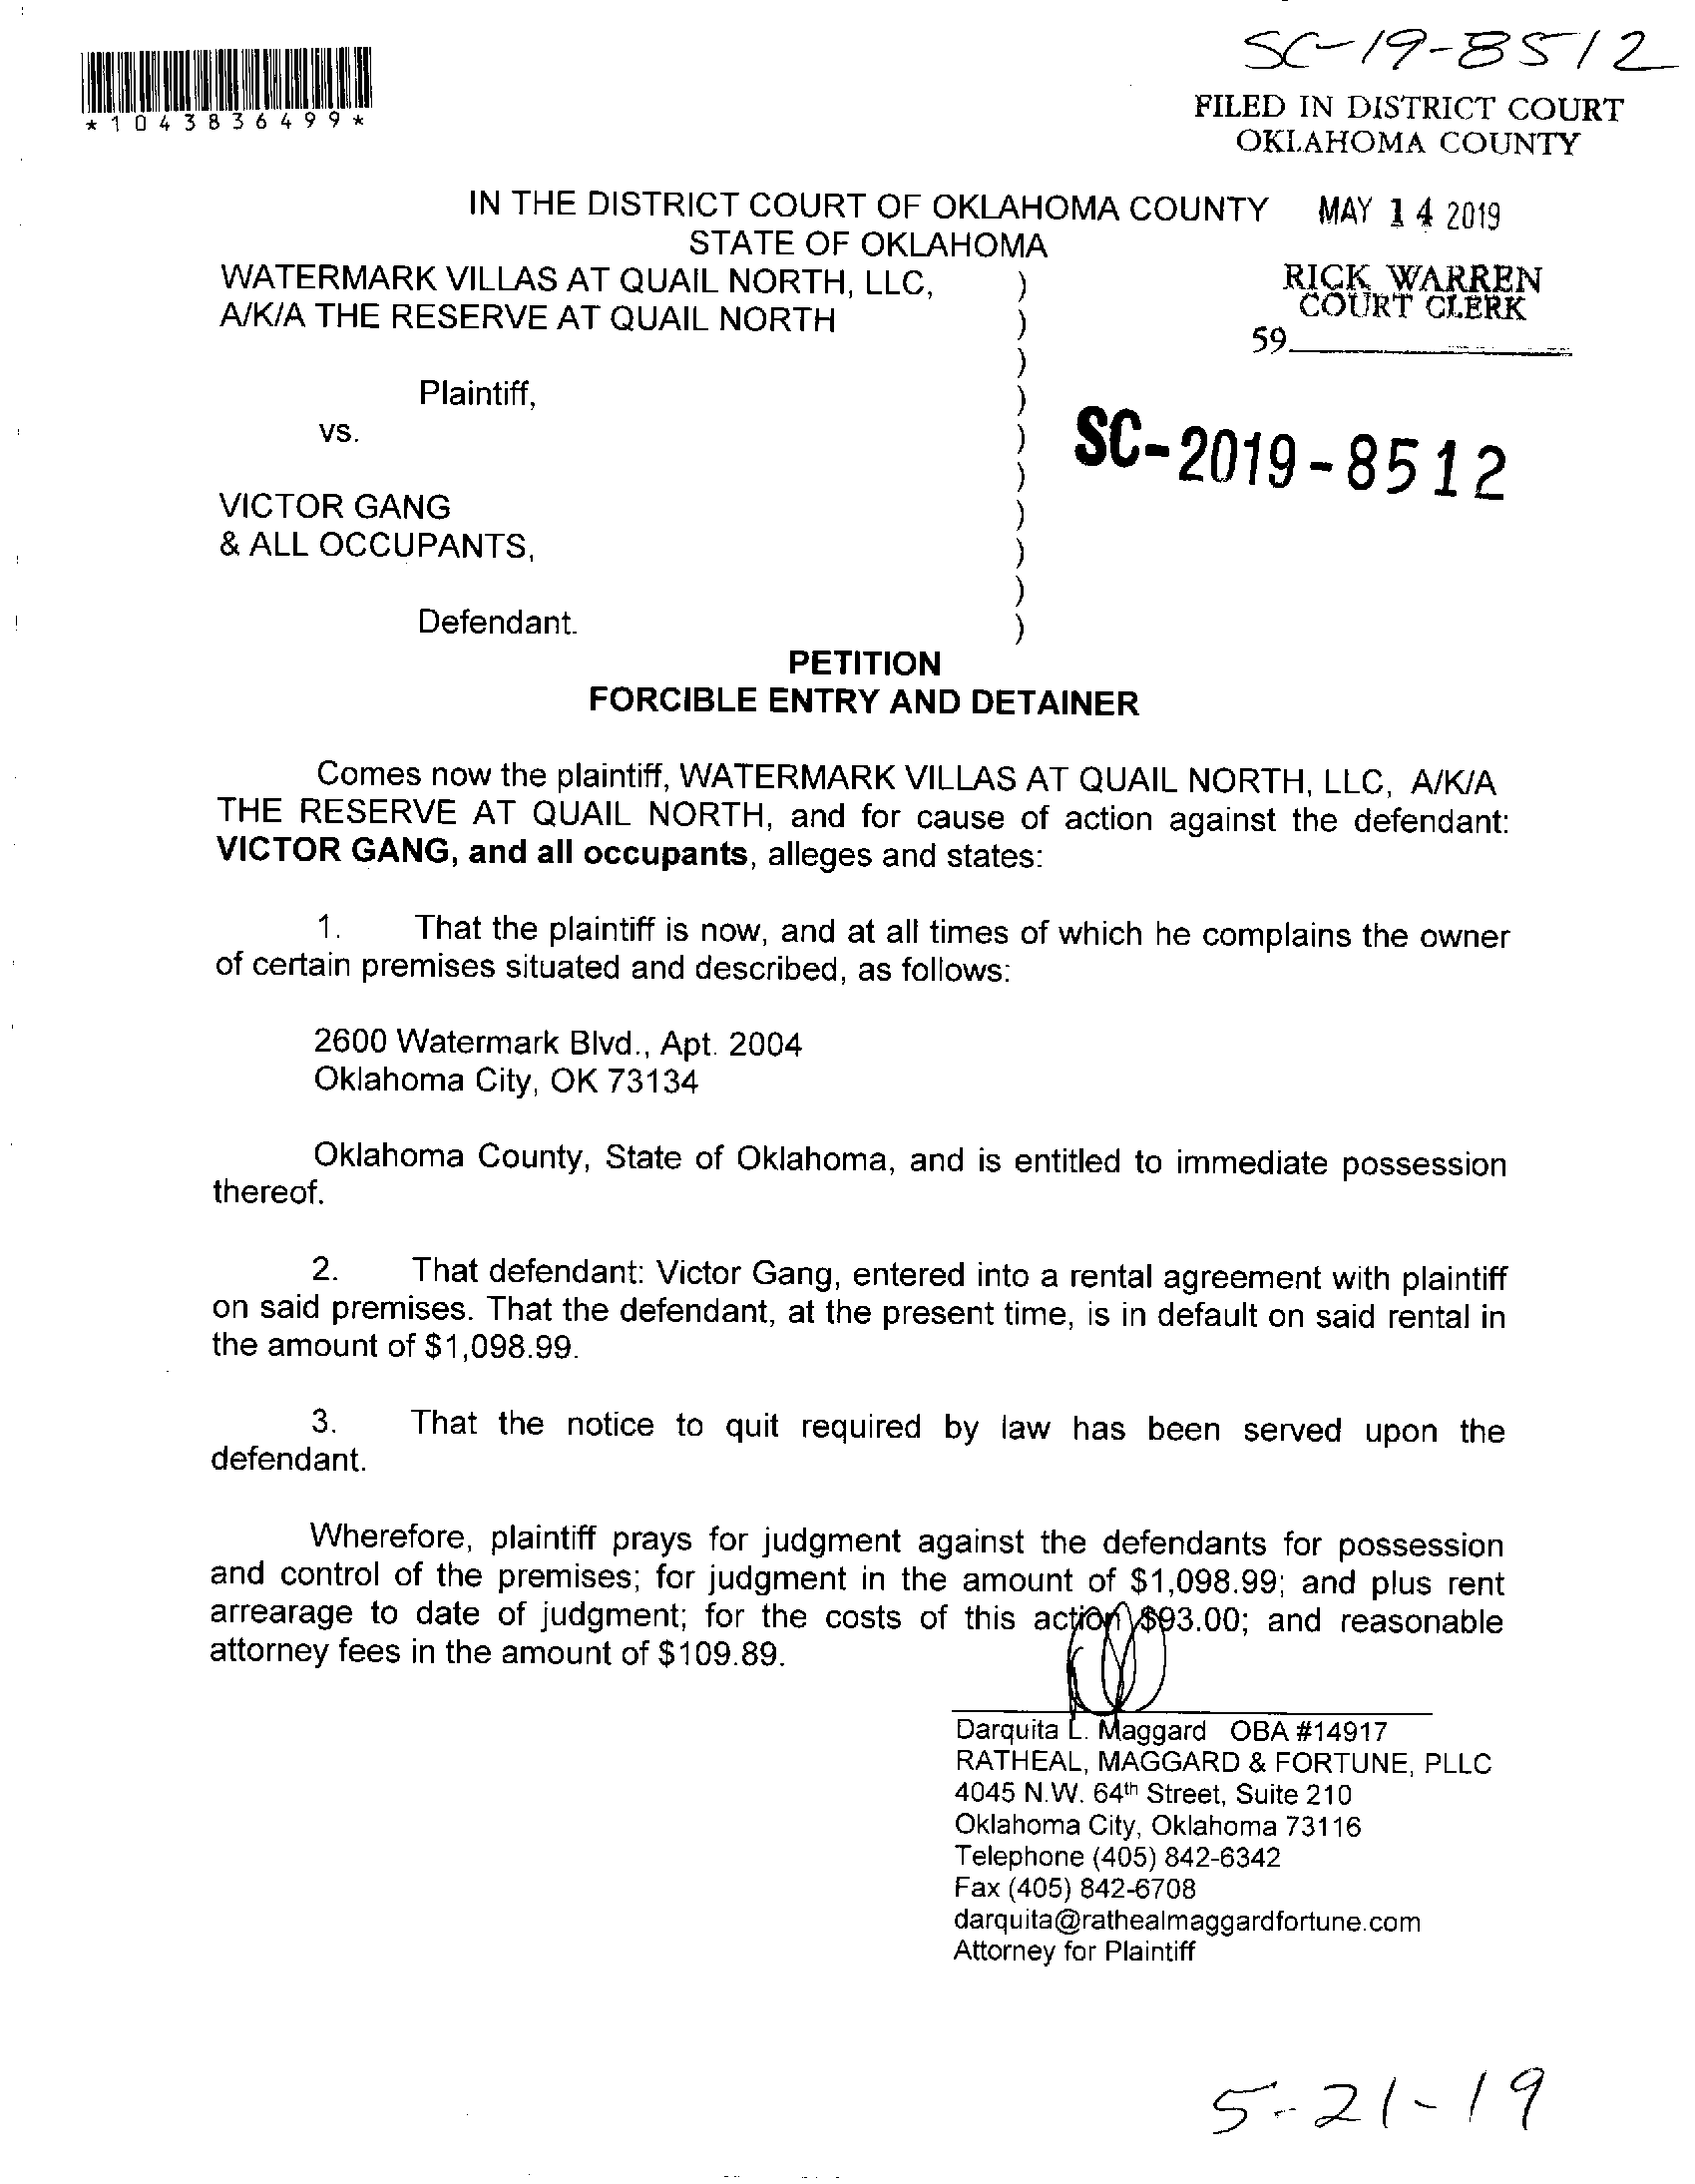 SC-19-8512
*1043836499*
FILED IN DISTRICT COURT
OKLAHOMA COUNTY
IN THE DISTRICT COURT OF OKLAHOMA COUNTY
MAY 14 2019
STATE OF OKLAHOMA
WATERMARK VILLAS AT QUAIL NORTH, LLC, )
A/K/A THE RESERVE AT QUAIL NORTH )
RICK WARREN
COURT CLERK
59
)
Plaintiff, )
vs. )
SC-2019-8512
)
VICTOR GANG )
& ALL OCCUPANTS, )
)
Defendant. )
PETITION
FORCIBLE ENTRY AND DETAINER
Comes now the plaintiff, WATERMARK VILLAS AT QUAIL NORTH, LLC, A/K/A
THE RESERVE AT QUAIL NORTH, and for cause of action against the defendant:
VICTOR GANG, and all occupants, alleges and states:
1. That the plaintiff is now, and at all times of which he complains the owner
of certain premises situated and described, as follows:
2600 Watermark Blvd., Apt. 2004
Oklahoma City, OK 73134
Oklahoma County, State of Oklahoma, and is entitled to immediate possession
thereof.
2. That defendant: Victor Gang, entered into a rental agreement with plaintiff
on said premises. That the defendant, at the present time, is in default on said rental in
the amount of $1,098.99.
3. That the notice to quit required by law has been served upon the
defendant.
Wherefore, plaintiff prays for judgment against the defendants for possession
and control of the premises; for judgment in the amount of $1,098.99; and plus rent
arrearage to date of judgment; for the costs of this action $93.00; and reasonable
attorney fees in the amount of $109.89.
Darquita L. Maggard OBA #14917
RATHEAL, MAGGARD & FORTUNE, PLLC
4045 N.W. 64th Street, Suite 210
Oklahoma City, Oklahoma 73116
Telephone (405) 842-6342
Fax (405) 842-6708
darquita@rathealmaggardfortune.com
Attorney for Plaintiff
5-21-19